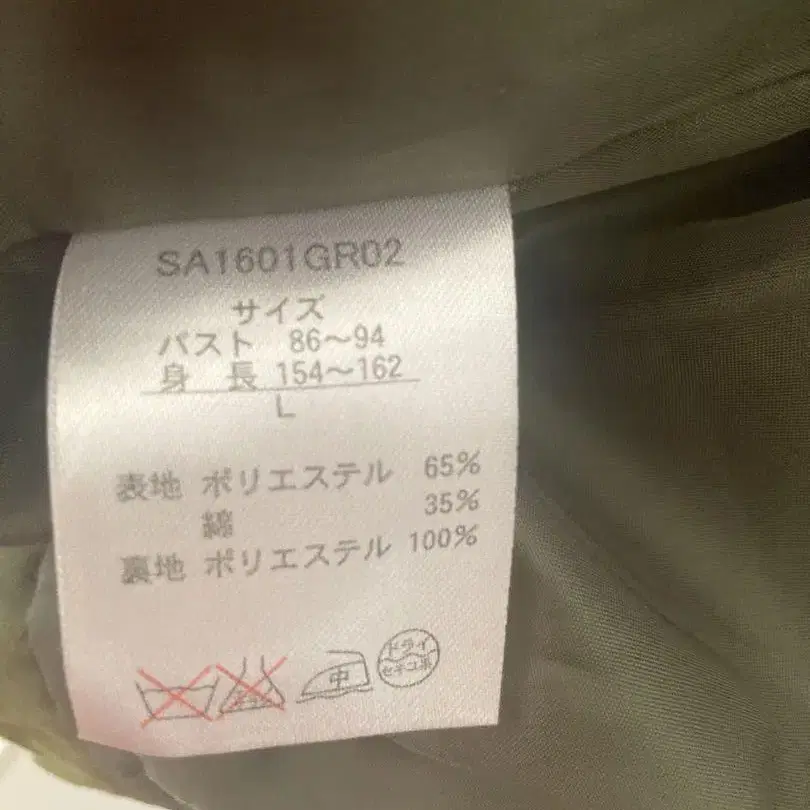 SA1601GR02
サイズ
バスト 86～94
身 長 154～162
L
表地 ポリエステル 65%
綿 35%
裏地 ポリエステル 100%
中
ドライ
セキユ系